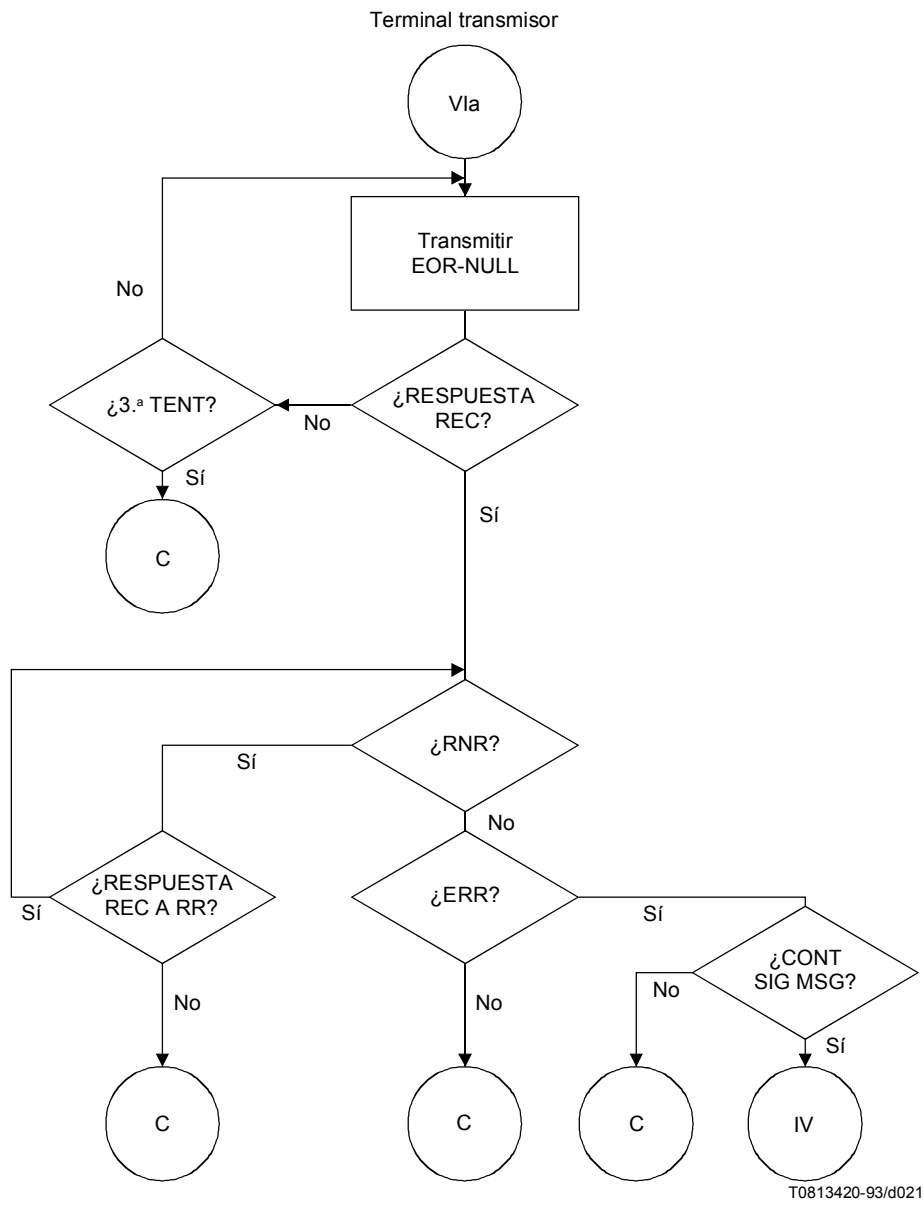 Terminal transmisor
VIa
Transmitir
EOR-NULL
No
¿3.ª TENT?
No
¿RESPUESTA
REC?
Sí
Sí
C
¿RNR?
Sí
No
¿RESPUESTA
REC A RR?
Sí
¿ERR?
Sí
¿CONT
SIG MSG?
No
No
No
Sí
C
C
C
IV
T0813420-93/d021